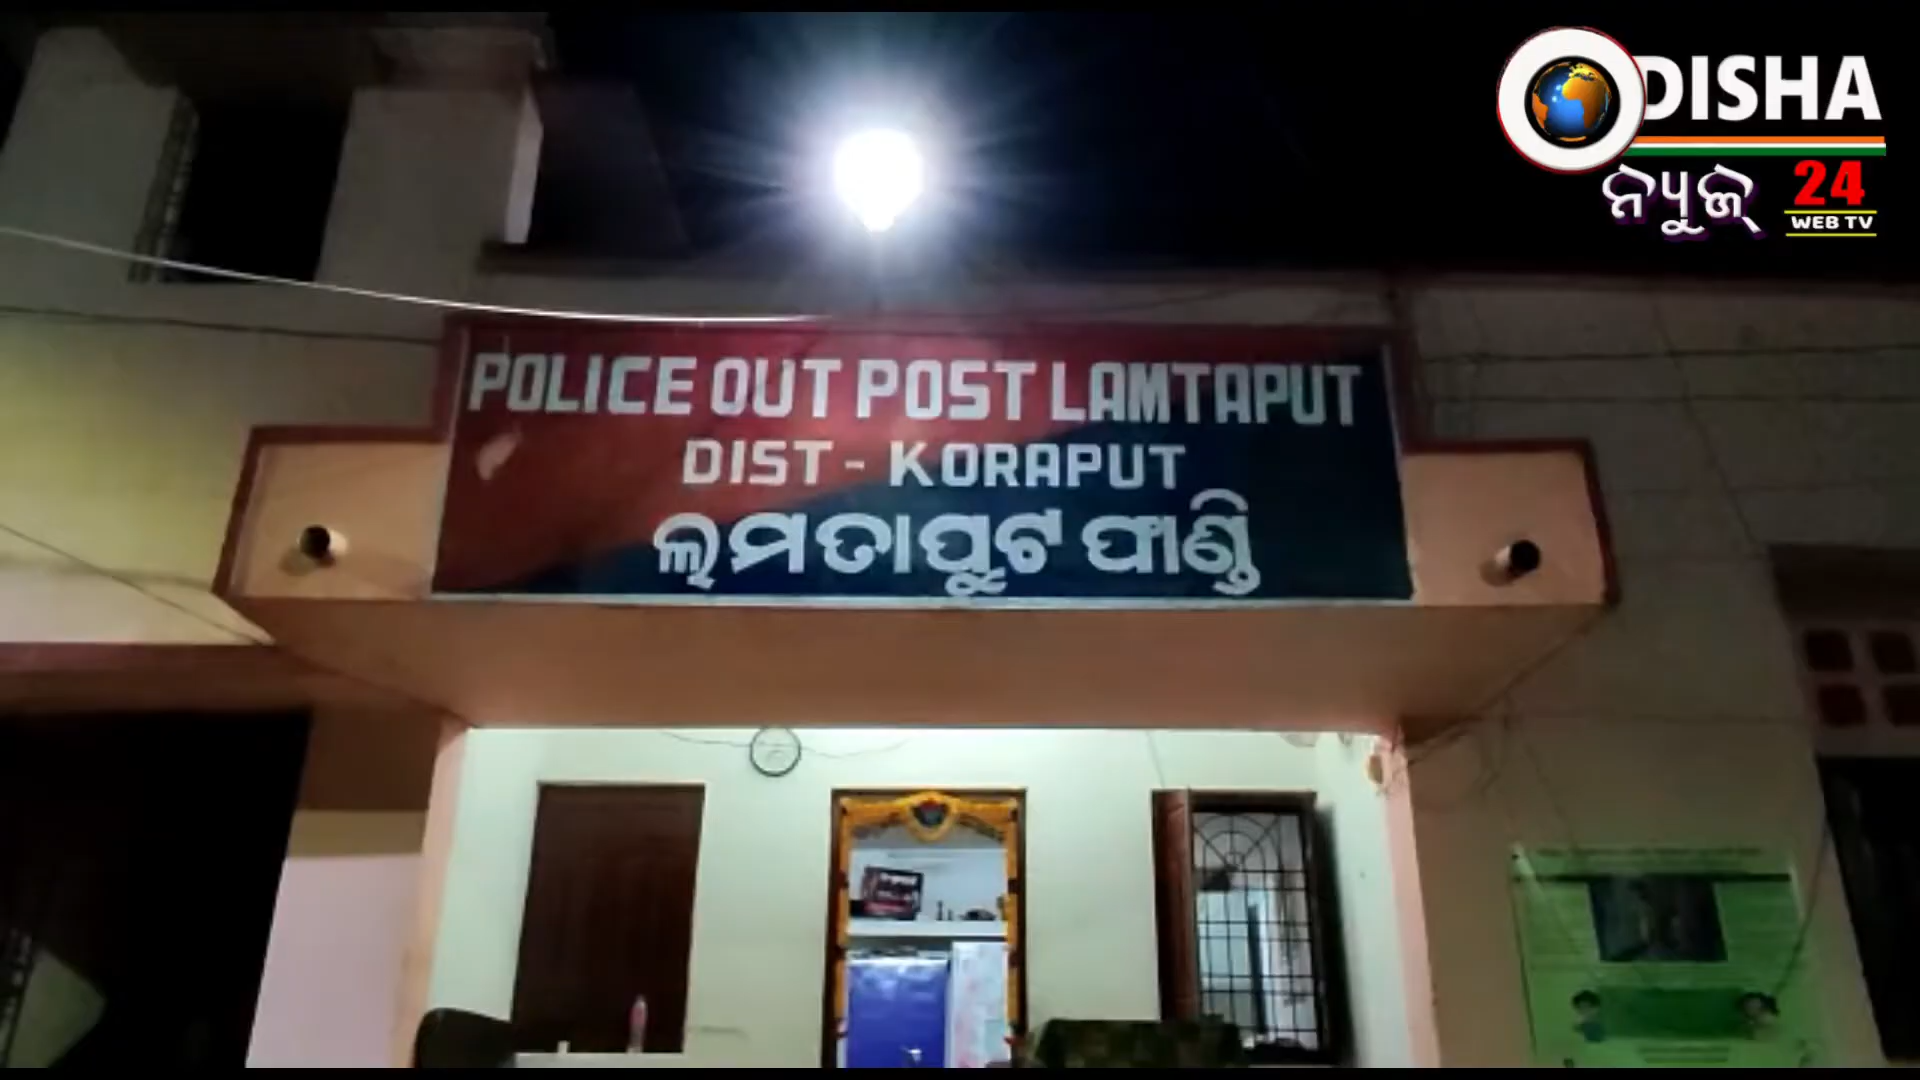 ODISHA
ନ୍ୟୁଜ୍ 24
WEB TV
POLICE OUT POST LAMTAPUT
DIST - KORAPUT
ଲମତାପୁଟ ଫାଣ୍ଡି